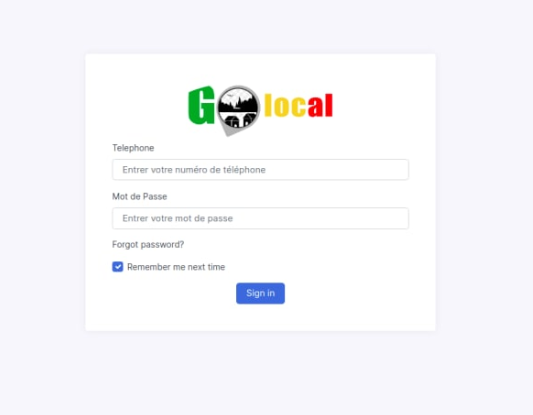 Golocal
Telephone
Entrer votre numéro de téléphone
Mot de Passe
Entrer votre mot de passe
Forgot password?
Remember me next time
Sign in